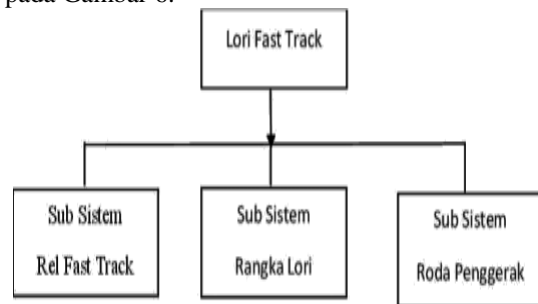 pada Gambar 6.
Lori Fast Track
Sub Sistem
Rel Fast Track
Sub Sistem
Rangka Lori
Sub Sistem
Roda Penggerak